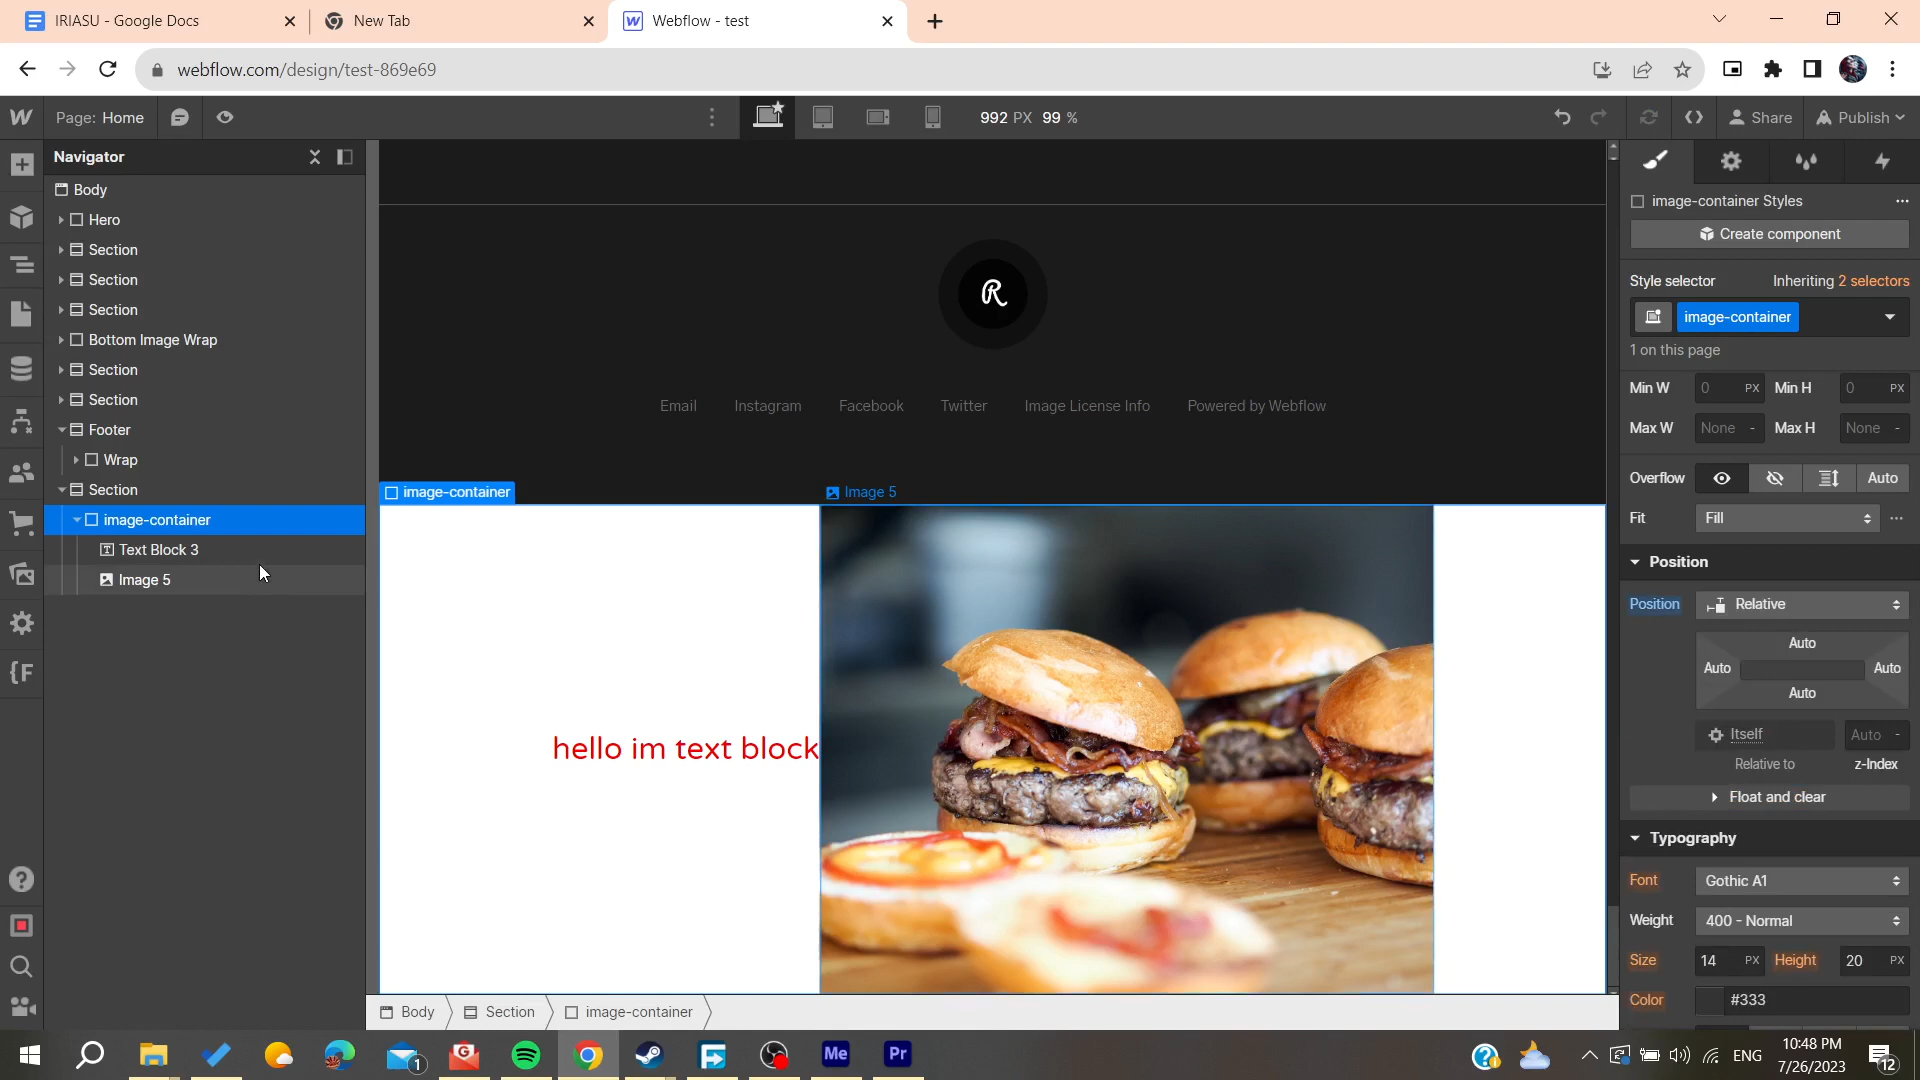 IRIASU - Google Docs
New Tab
Webflow - test
webflow.com/design/test-869e69
Page: Home
992 PX 99 %
Share
Publish
Navigator
Body
Hero
Section
Section
Section
Bottom Image Wrap
Section
Section
Footer
Wrap
Section
image-container
Text Block 3
Image 5
R
Email Instagram Facebook Twitter Image License Info Powered by Webflow
image-container
Image 5
hello im text block
Body Section image-container
image-container Styles
Create component
Style selector Inheriting 2 selectors
image-container
1 on this page
Min W 0 PX Min H 0 PX
Max W None - Max H None -
Overflow Auto
Fit Fill
Position
Position Relative
Auto
Auto Auto
Auto
Itself Auto -
Relative to z-Index
Float and clear
Typography
Font Gothic A1
Weight 400 - Normal
Size 14 PX Height 20 PX
Color #333
1
Me
Pr
ENG
10:48 PM
7/26/2023
12